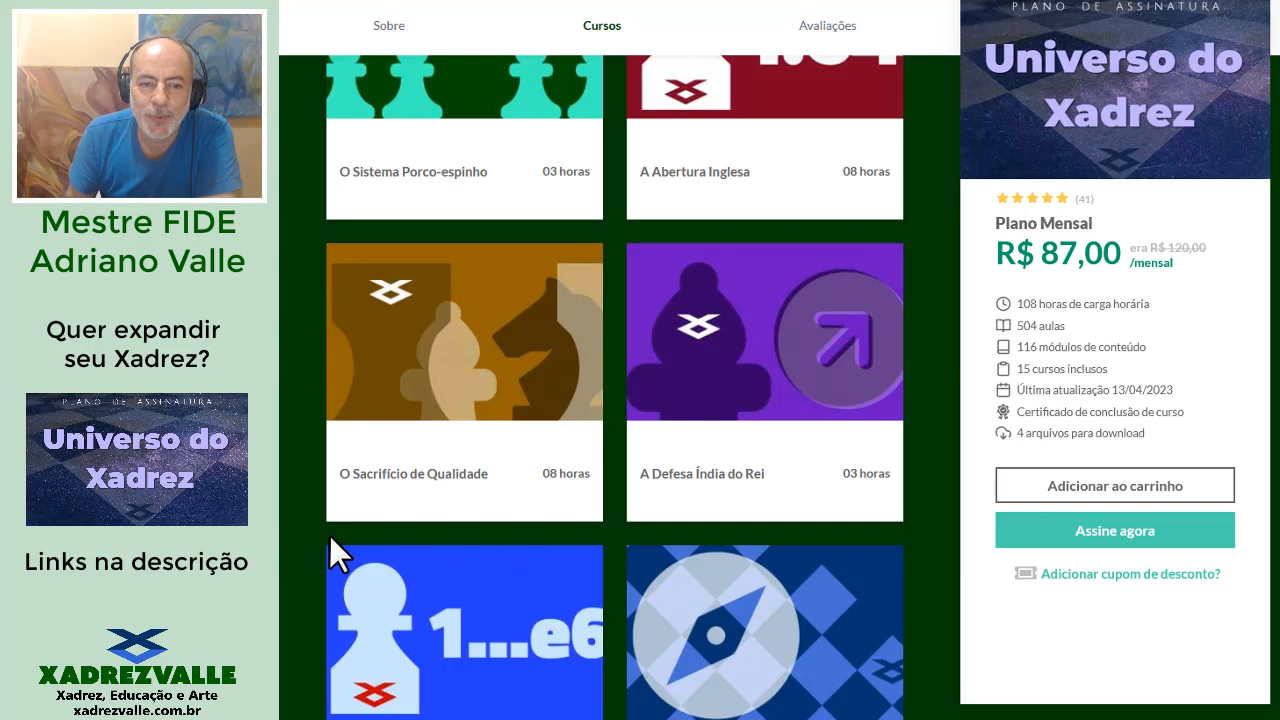 Mestre FIDE
Adriano Valle
Quer expandir
seu Xadrez?
PLANO DE ASSINATURA
Universo do
Xadrez
Links na descrição
XADREZVALLE
Xadrez, Educação e Arte
xadrezvalle.com.br
Sobre
Cursos
Avaliações
O Sistema Porco-espinho
03 horas
A Abertura Inglesa
08 horas
O Sacrifício de Qualidade
08 horas
A Defesa Índia do Rei
03 horas
1...e6
PLANO DE ASSINATURA
Universo do
Xadrez
(41)
Plano Mensal
R$ 87,00
era R$ 120,00
/mensal
108 horas de carga horária
504 aulas
116 módulos de conteúdo
15 cursos inclusos
Última atualização 13/04/2023
Certificado de conclusão de curso
4 arquivos para download
Adicionar ao carrinho
Assine agora
Adicionar cupom de desconto?